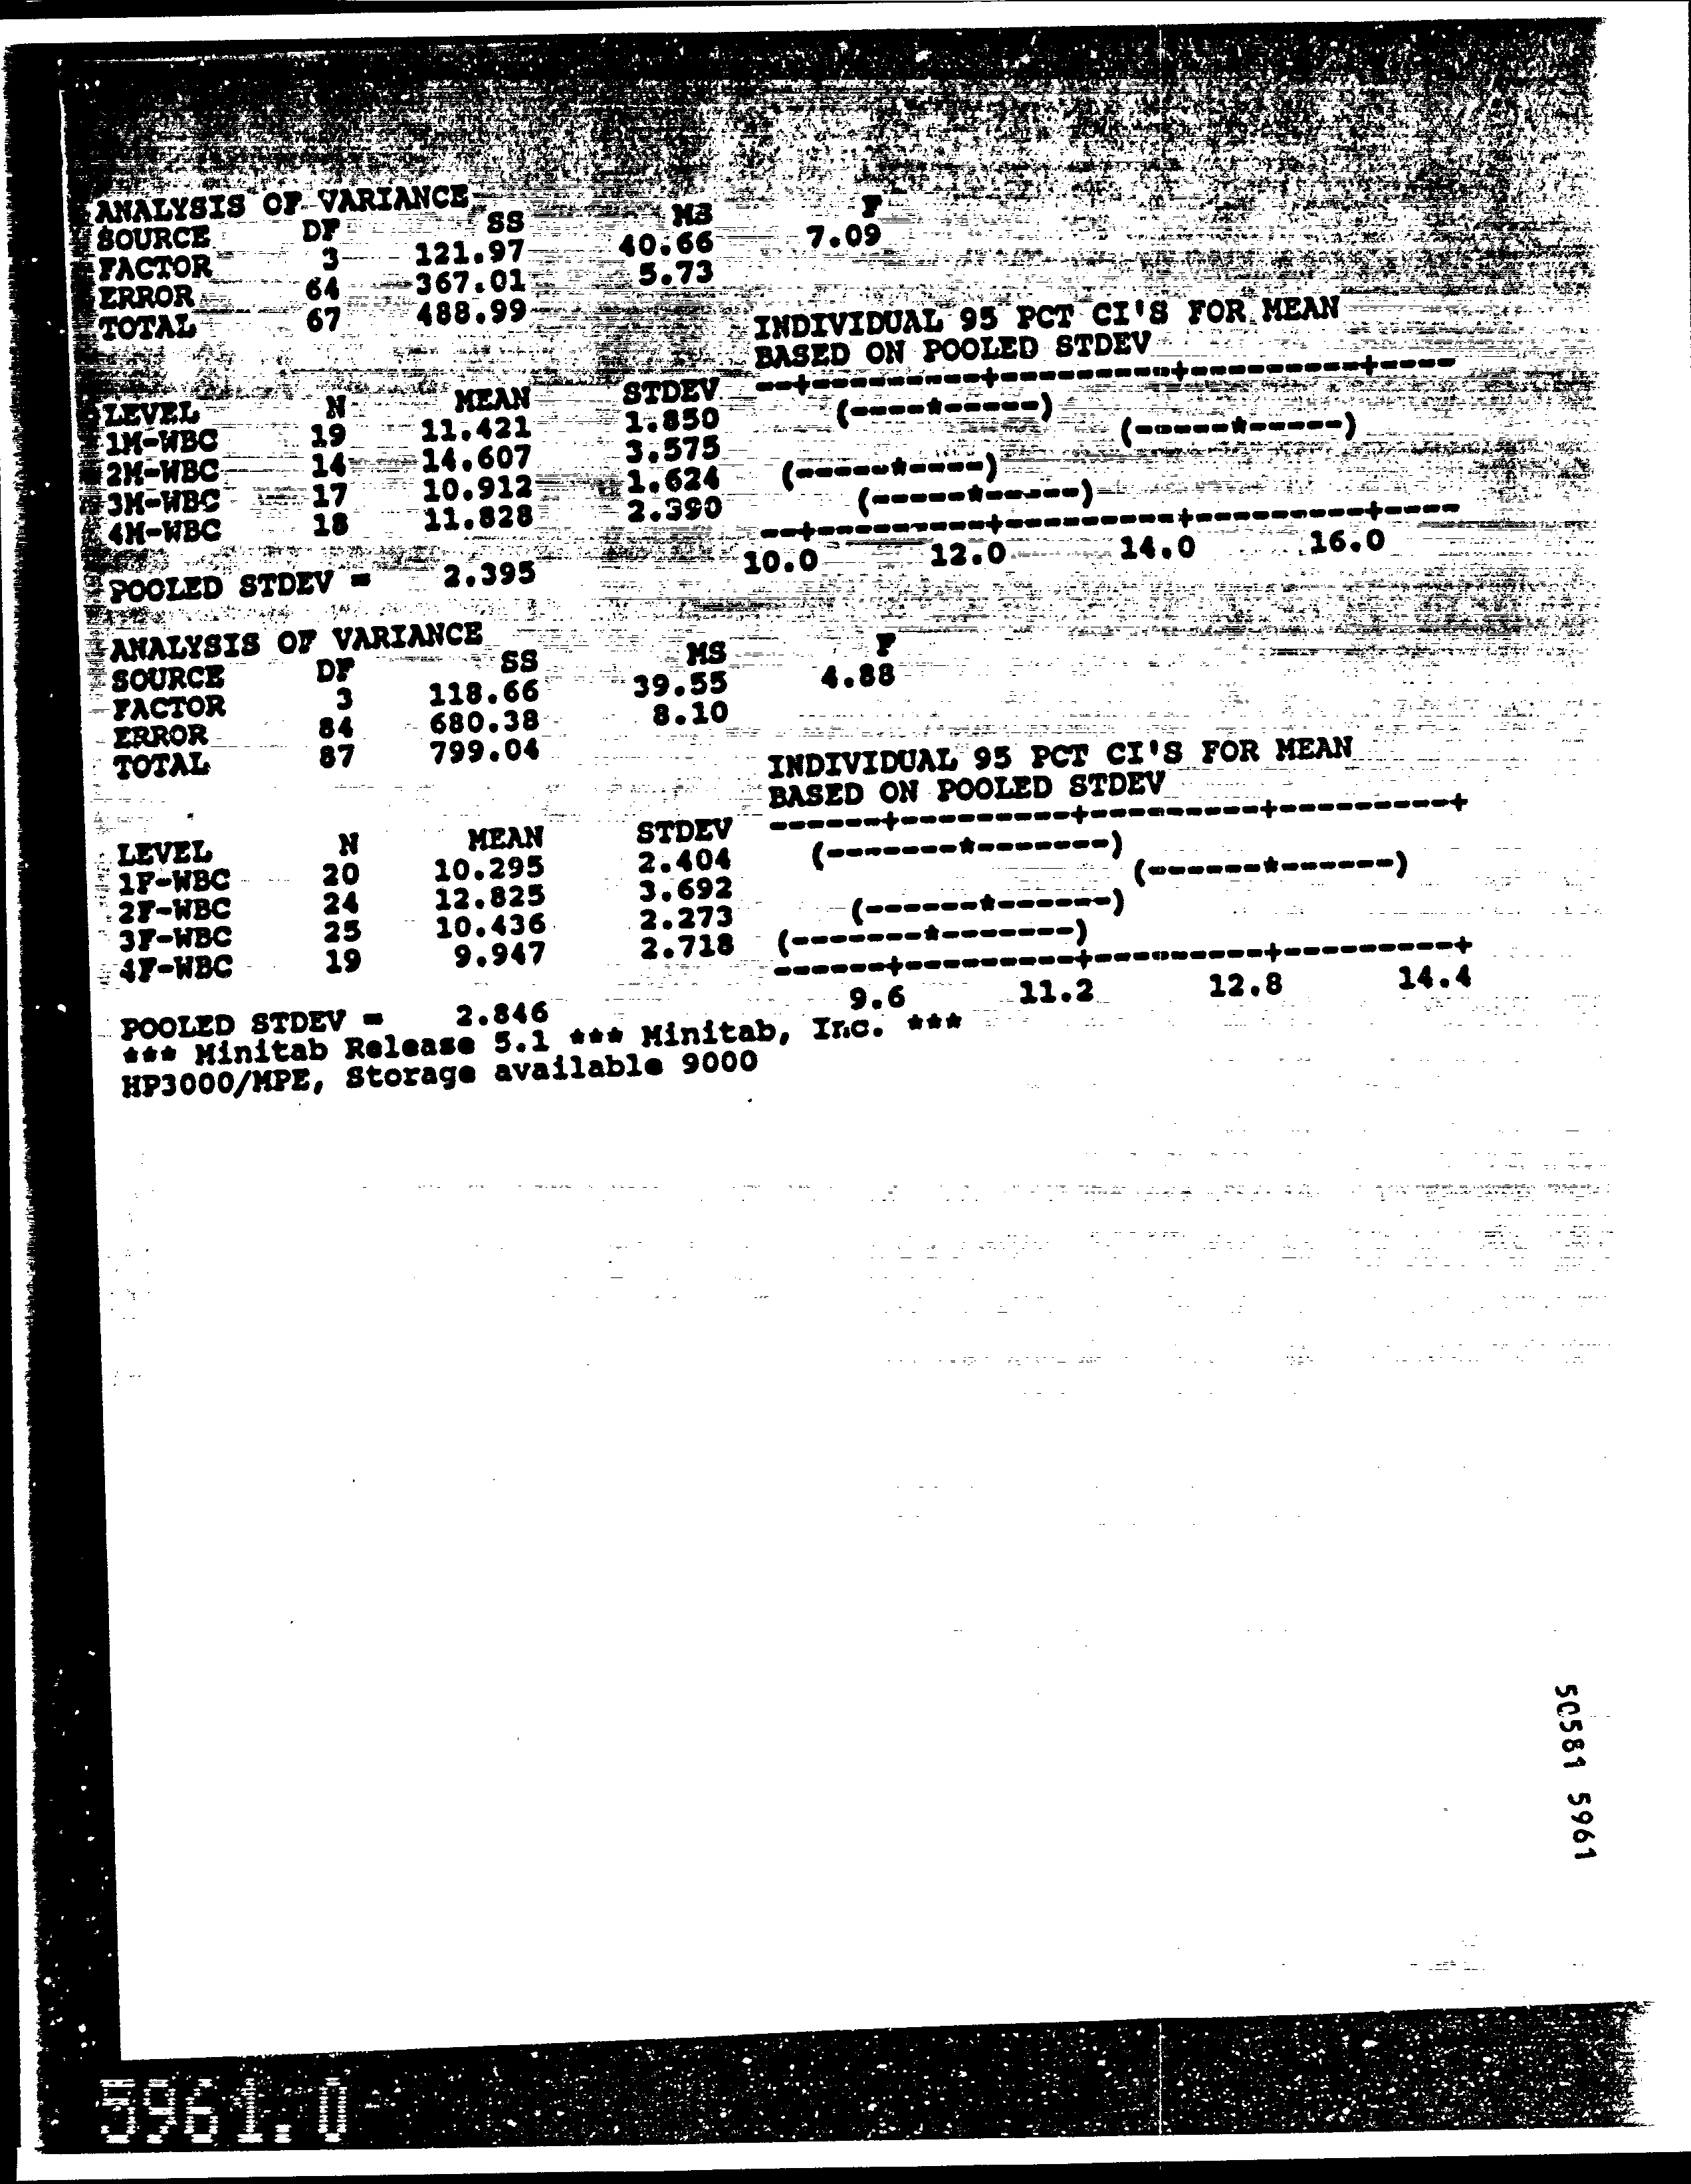 ANALYSIS OF VARIANCE
SOURCE DF SS MS F
FACTOR 3 121.97 40.66 7.09
ERROR 64 367.01 5.73
TOTAL 67 488.99
INDIVIDUAL 95 PCT CI'S FOR MEAN
BASED ON POOLED STDEV
LEVEL N MEAN STDEV --+---------+---------+---------+----
1M-WBC 19 11.421 1.850 (----*-----)
2M-WBC 14 14.607 3.575 (-----*-----)
3M-WBC 17 10.912 1.624 (-----*----)
4M-WBC 18 11.828 2.390 (-----*-----)
--+---------+---------+---------+----
POOLED STDEV = 2.395 10.0 12.0 14.0 16.0
ANALYSIS OF VARIANCE
SOURCE DF SS MS F
FACTOR 3 118.66 39.55 4.88
ERROR 84 680.38 8.10
TOTAL 87 799.04
INDIVIDUAL 95 PCT CI'S FOR MEAN
BASED ON POOLED STDEV
LEVEL N MEAN STDEV ------+---------+---------+---------+
1F-WBC 20 10.295 2.404 (-------*-------)
2F-WBC 24 12.825 3.692 (------*------)
3F-WBC 25 10.436 2.273 (------*------)
4F-WBC 19 9.947 2.718 (-------*-------)
------+---------+---------+---------+
POOLED STDEV = 2.846 9.6 11.2 12.8 14.4
*** Minitab Release 5.1 *** Minitab, Inc. ***
HP3000/MPE, Storage available 9000
50581 5961
5961.0